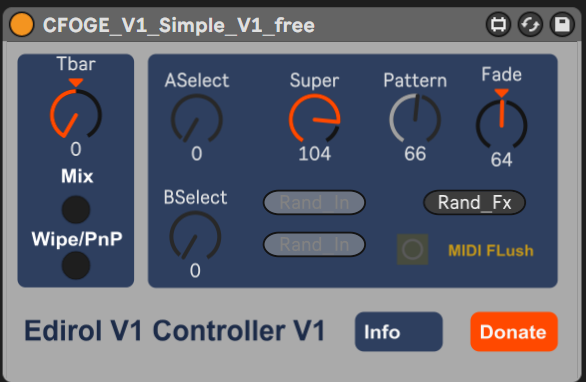 CFOGE_V1_Simple_V1_free
Tbar
0
Mix
Wipe/PnP
ASelect
0
Super
104
Pattern
66
Fade
64
BSelect
0
Rand_In
Rand_In
Rand_Fx
MIDI FLush
Edirol V1 Controller V1
Info
Donate